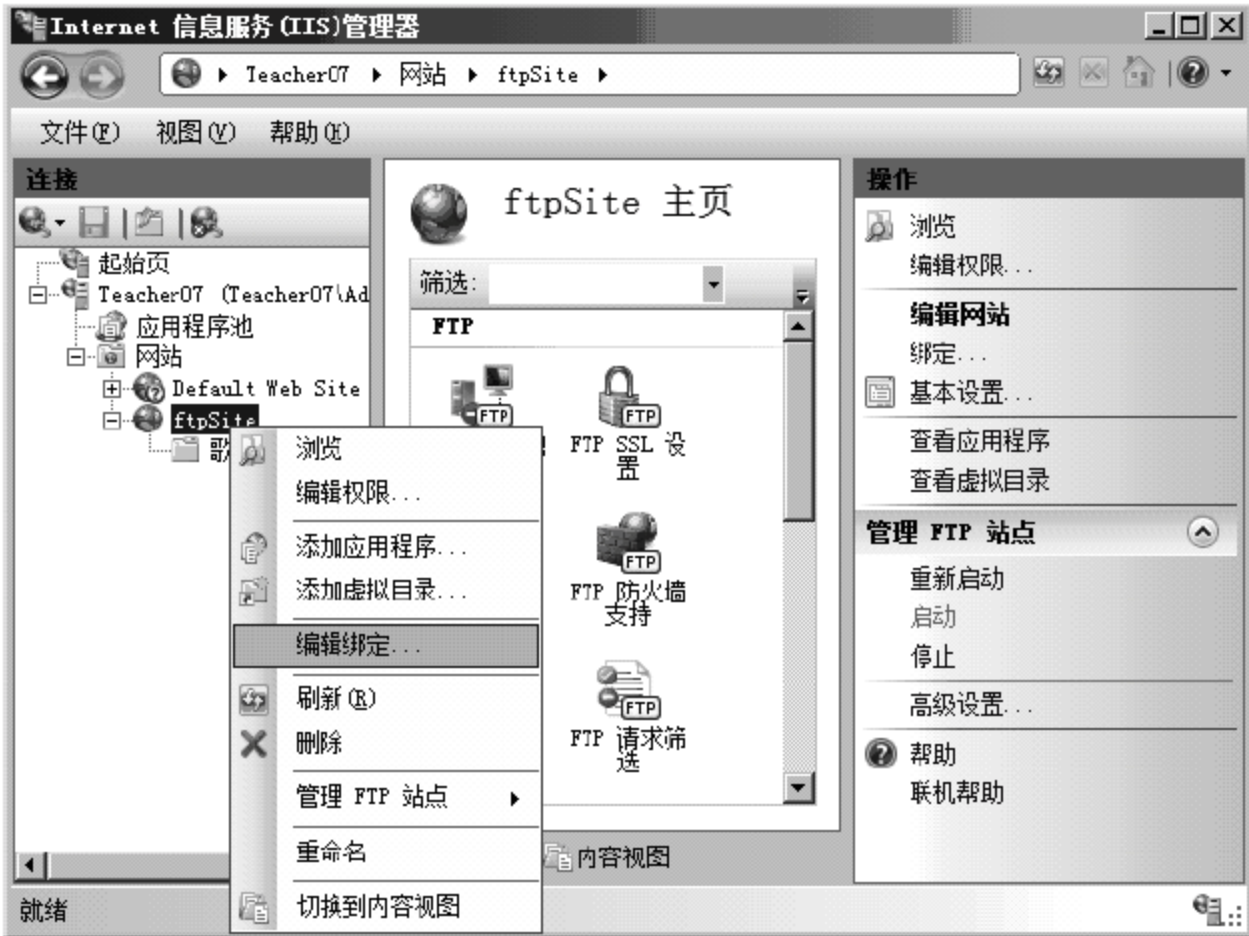 Internet 信息服务(IIS)管理器
Teacher07 网站 ftpSite
文件(F) 视图(V) 帮助(H)
连接
起始页
Teacher07 (Teacher07\Ad
应用程序池
网站
Default Web Site
ftpSite
歌
浏览
编辑权限...
添加应用程序...
添加虚拟目录...
编辑绑定...
刷新(R)
删除
管理 FTP 站点
重命名
切换到内容视图
ftpSite 主页
筛选:
FTP
FTP
FTP
FTP SSL 设
置
FTP
FTP 防火墙
支持
FTP
FTP 请求筛
选
内容视图
操作
浏览
编辑权限...
编辑网站
绑定...
基本设置...
查看应用程序
查看虚拟目录
管理 FTP 站点
重新启动
启动
停止
高级设置...
帮助
联机帮助
就绪